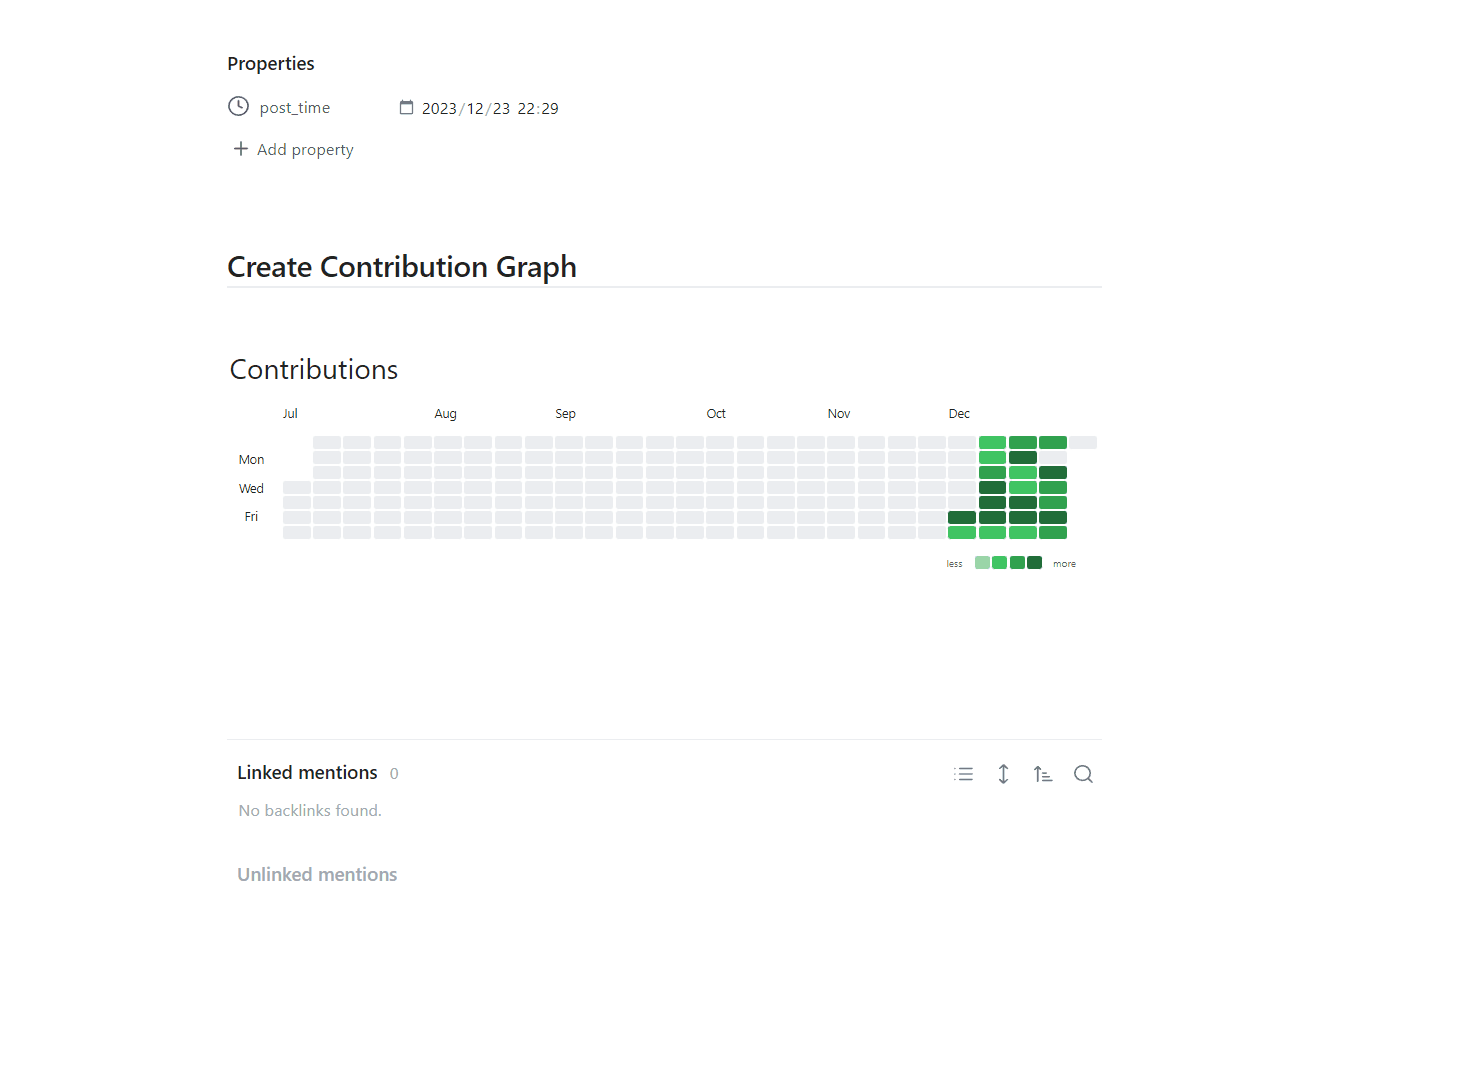 Properties
post_time 2023/12/23 22:29
Add property
Create Contribution Graph
Contributions
Jul Aug Sep Oct Nov Dec
Mon
Wed
Fri
less more
Linked mentions 0
No backlinks found.
Unlinked mentions